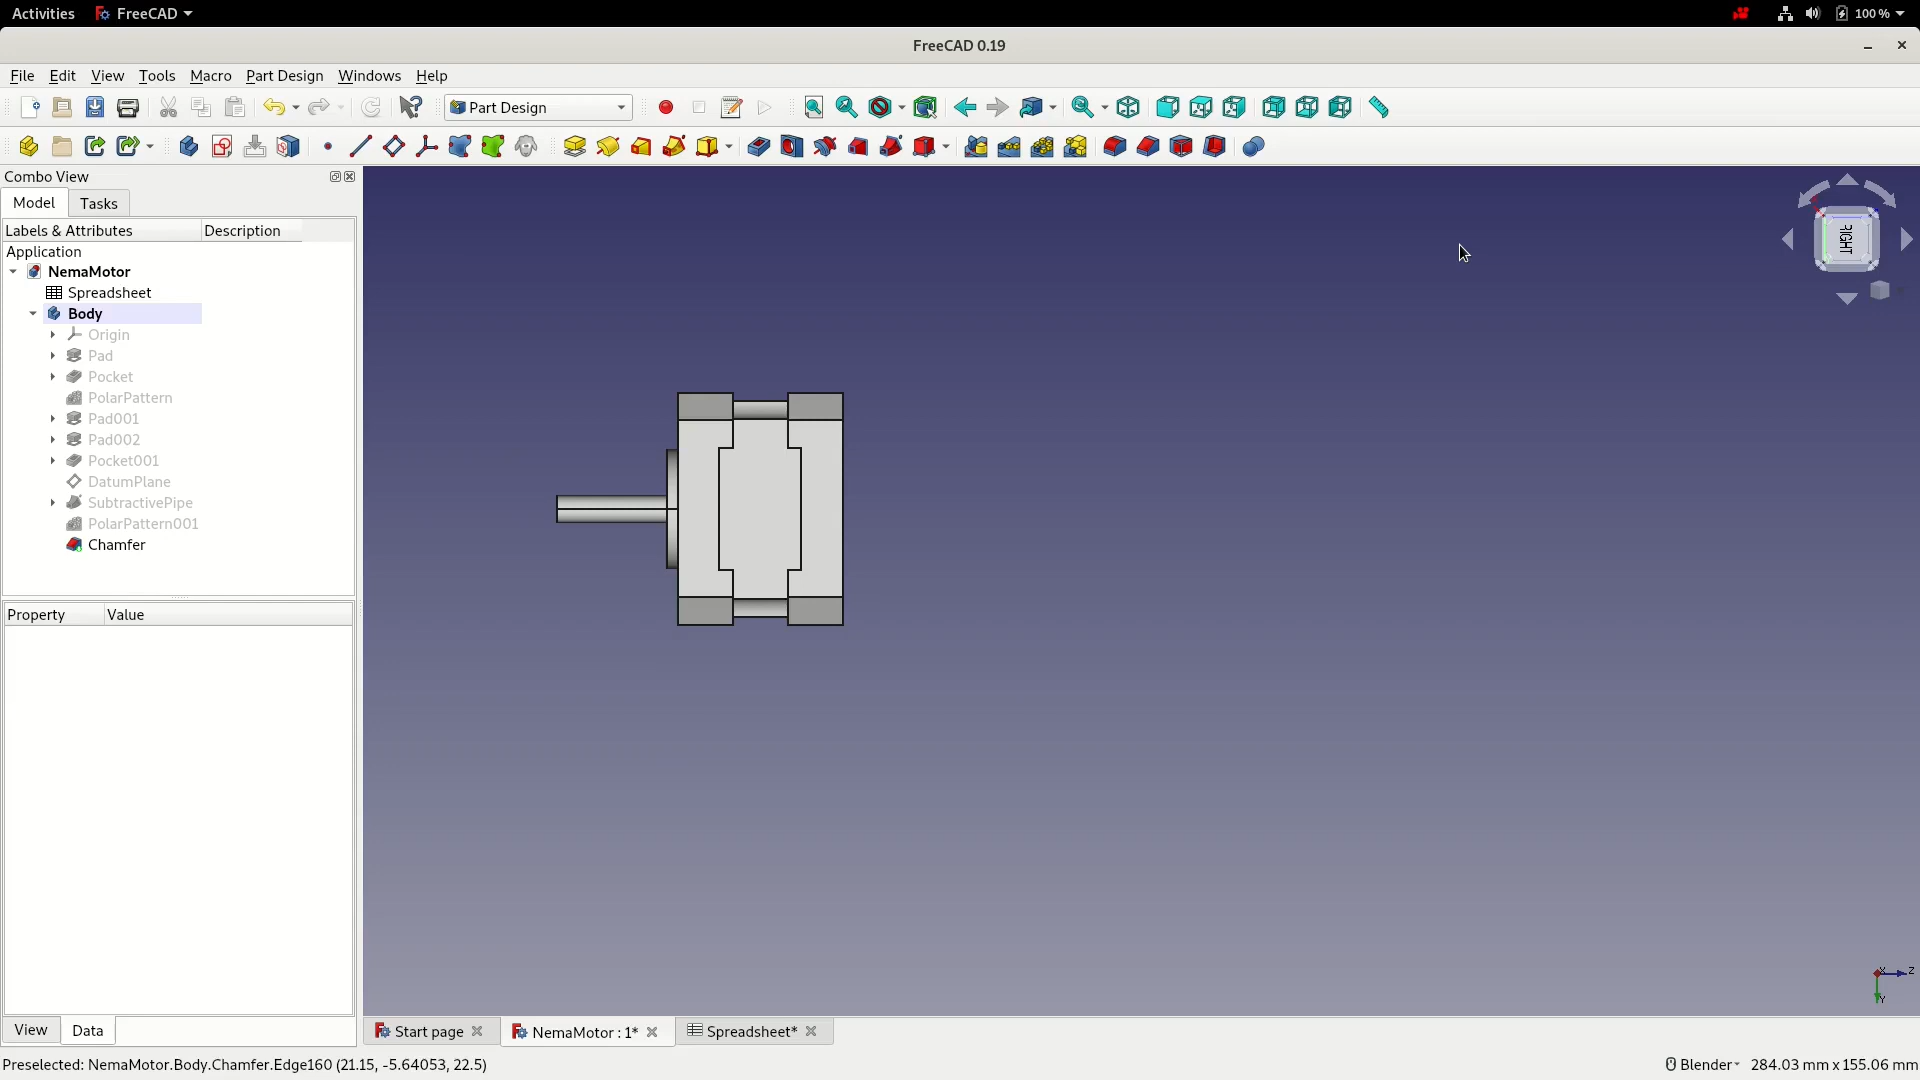 Activities FreeCAD 100 %
FreeCAD 0.19
File Edit View Tools Macro Part Design Windows Help
Part Design
Combo View
Model Tasks
Labels & Attributes Description
Application
NemaMotor
Spreadsheet
Body
Origin
Pad
Pocket
PolarPattern
Pad001
Pad002
Pocket001
DatumPlane
SubtractivePipe
PolarPattern001
Chamfer
RIGHT
Property Value
X Z
Y
View Data
Start page NemaMotor : 1* Spreadsheet*
Preselected: NemaMotor.Body.Chamfer.Edge160 (21.15, -5.64053, 22.5) Blender 284.03 mm x 155.06 mm